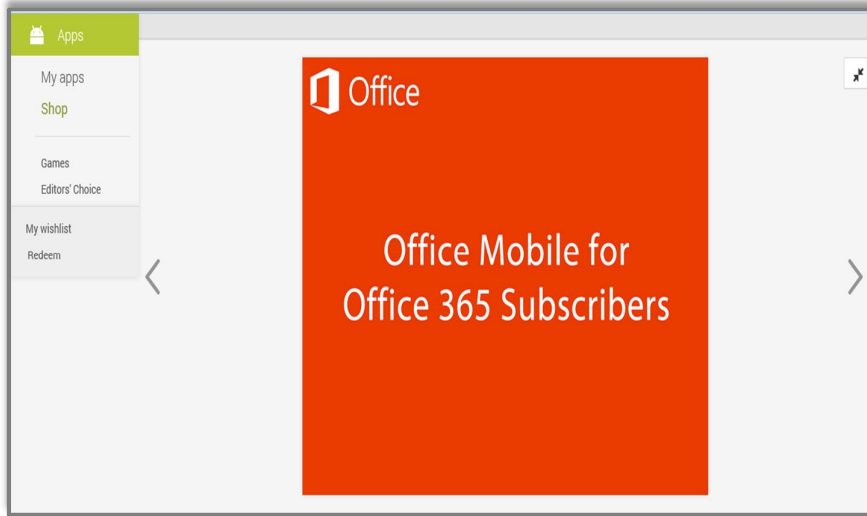 Apps
My apps
Shop
Games
Editors' Choice
My wishlist
Redeem
Office
Office Mobile for
Office 365 Subscribers